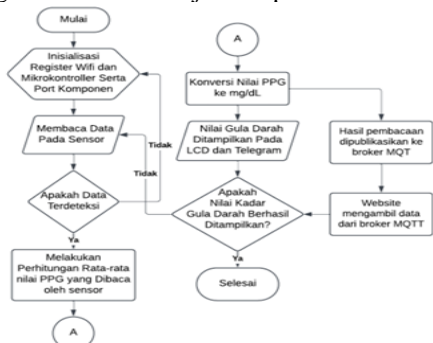 Mulai
Inisialisasi
Register Wifi dan
Mikrokontroller Serta
Port Komponen
Membaca Data
Pada Sensor
Tidak
Tidak
Apakah Data
Terdeteksi
Ya
Melakukan
Perhitungan Rata-rata
nilai PPG yang Dibaca
oleh sensor
A
A
Konversi Nilai PPG
ke mg/dL
Nilai Gula Darah
Ditampilkan Pada
LCD dan Telegram
Hasil pembacaan
dipublikasikan ke
broker MQT
Apakah
Nilai Kadar
Gula Darah Berhasil
Ditampilkan?
Website
mengambil data
dari broker MQTT
Ya
Selesai